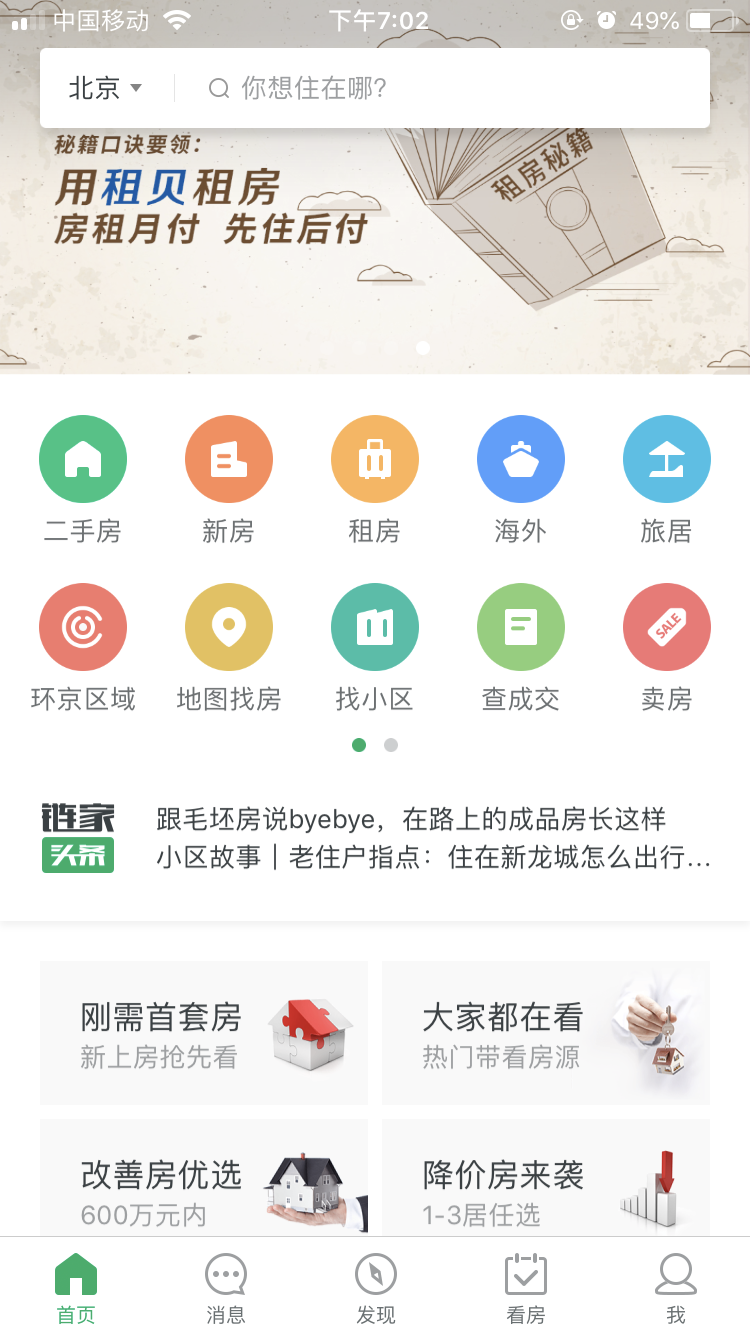 中国移动
下午7:02
49%
北京
你想住在哪?
秘籍口诀要领:
用租贝租房
房租月付 先住后付
租房秘籍
二手房
新房
租房
海外
旅居
环京区域
地图找房
找小区
查成交
SALE
卖房
链家
头条
跟毛坯房说byebye，在路上的成品房长这样
小区故事｜老住户指点：住在新龙城怎么出行...
刚需首套房
新上房抢先看
大家都在看
热门带看房源
改善房优选
600万元内
降价房来袭
1-3居任选
首页
消息
发现
看房
我